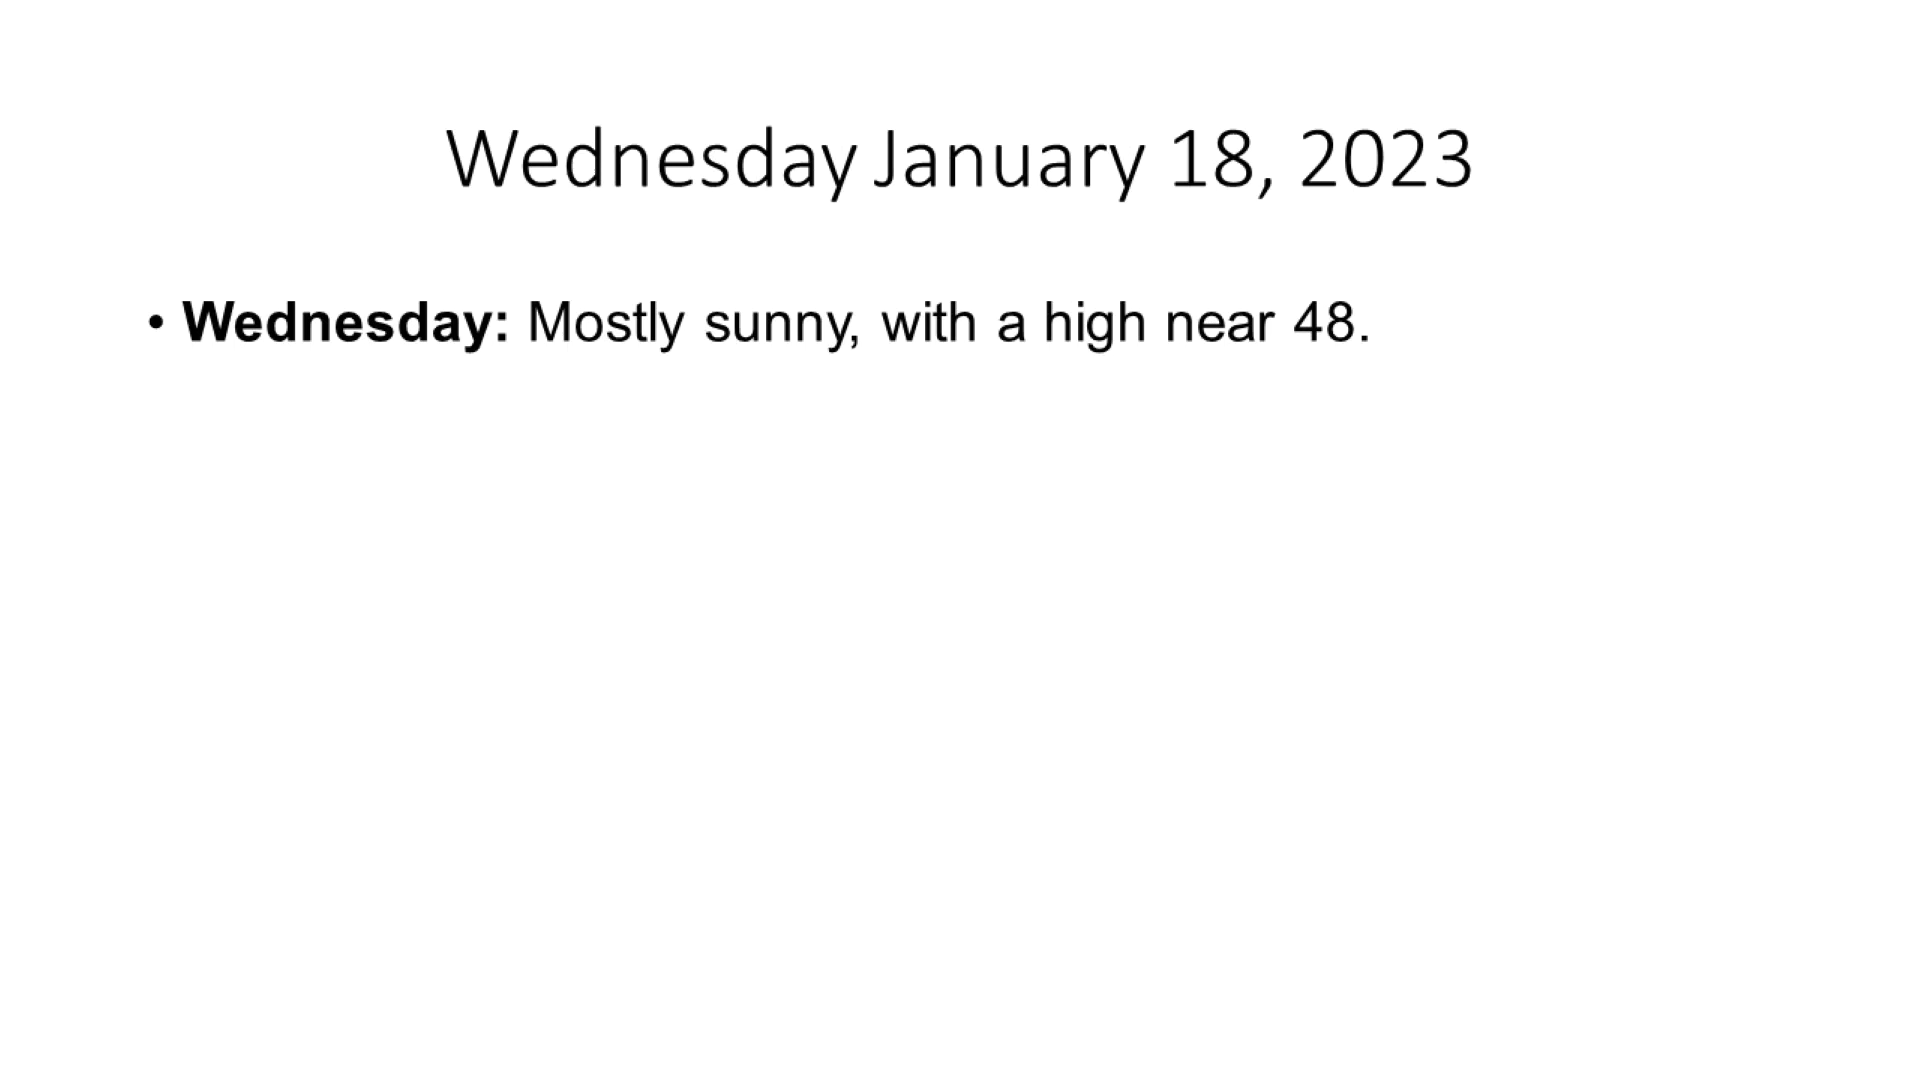 Wednesday January 18, 2023
• Wednesday: Mostly sunny, with a high near 48.